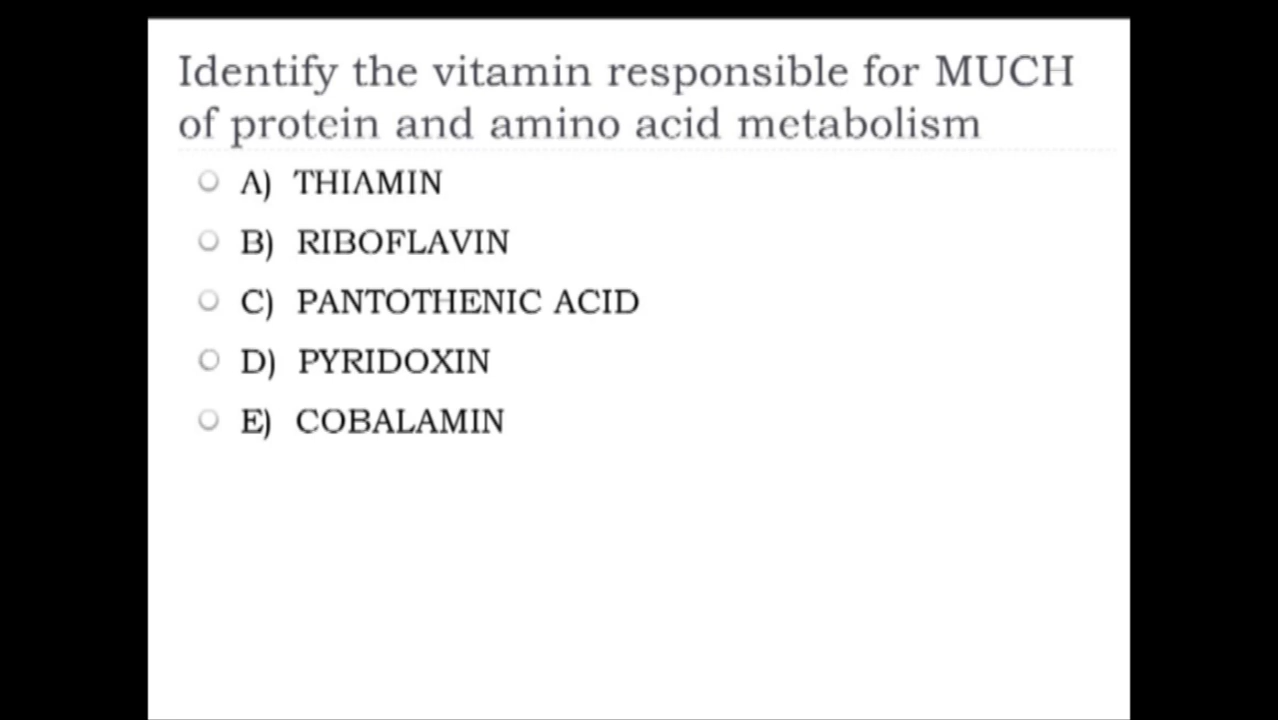 Identify the vitamin responsible for MUCH
of protein and amino acid metabolism
A) THIAMIN
B) RIBOFLAVIN
C) PANTOTHENIC ACID
D) PYRIDOXIN
E) COBALAMIN